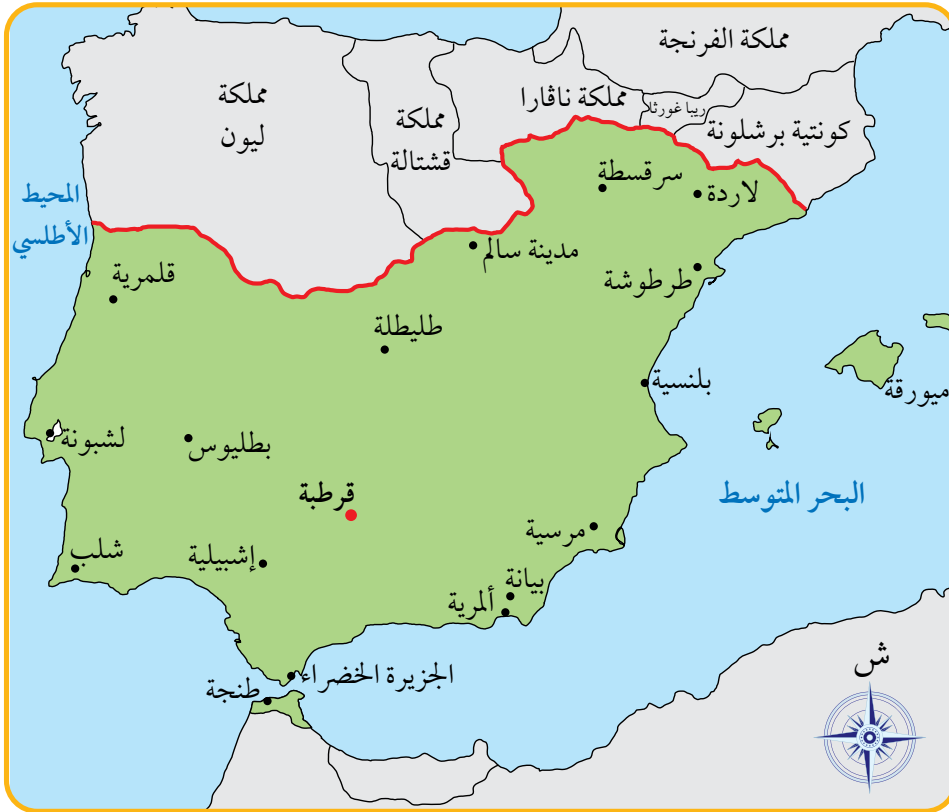 مملكة الفرنجة
مملكة
ليون
مملكة
قشتالة
مملكة ناڤارا
ريبا غورثا
كونتية برشلونة
المحيط
الأطلسي
سرقسطة
لاردة
مدينة سالم
طرطوشة
قلمرية
طليطلة
بلنسية
ميورقة
لشبونة
بطليوس
قرطبة
البحر المتوسط
مرسية
شلب
إشبيلية
بيانة
ألمرية
الجزيرة الخضراء
طنجة
ش